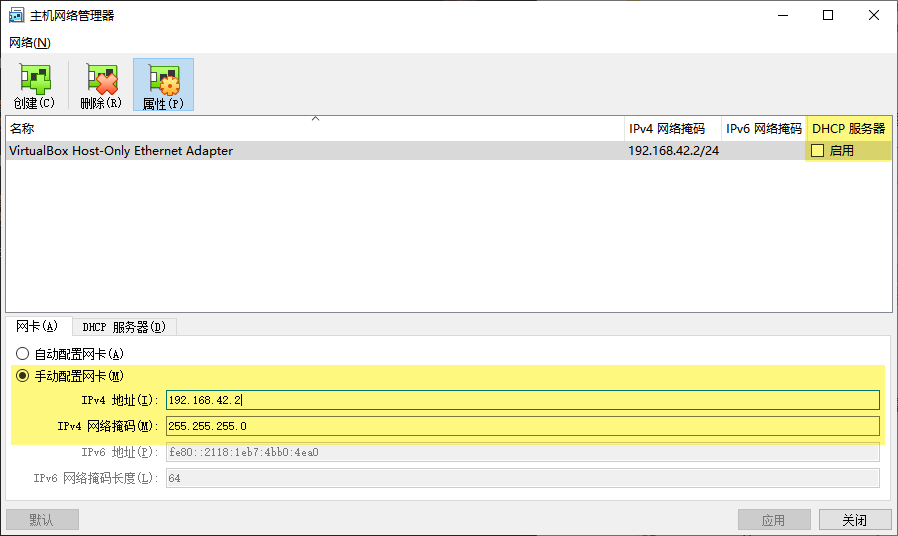 主机网络管理器
网络(N)
创建(C) 删除(R) 属性(P)
名称 IPv4 网络掩码 IPv6 网络掩码 DHCP 服务器
VirtualBox Host-Only Ethernet Adapter 192.168.42.2/24 启用
网卡(A) DHCP 服务器(D)
自动配置网卡(A)
手动配置网卡(M)
IPv4 地址(I): 192.168.42.2
IPv4 网络掩码(M): 255.255.255.0
IPv6 地址(P): fe80::2118:1eb7:4bb0:4ea0
IPv6 网络掩码长度(L): 64
默认 应用 关闭